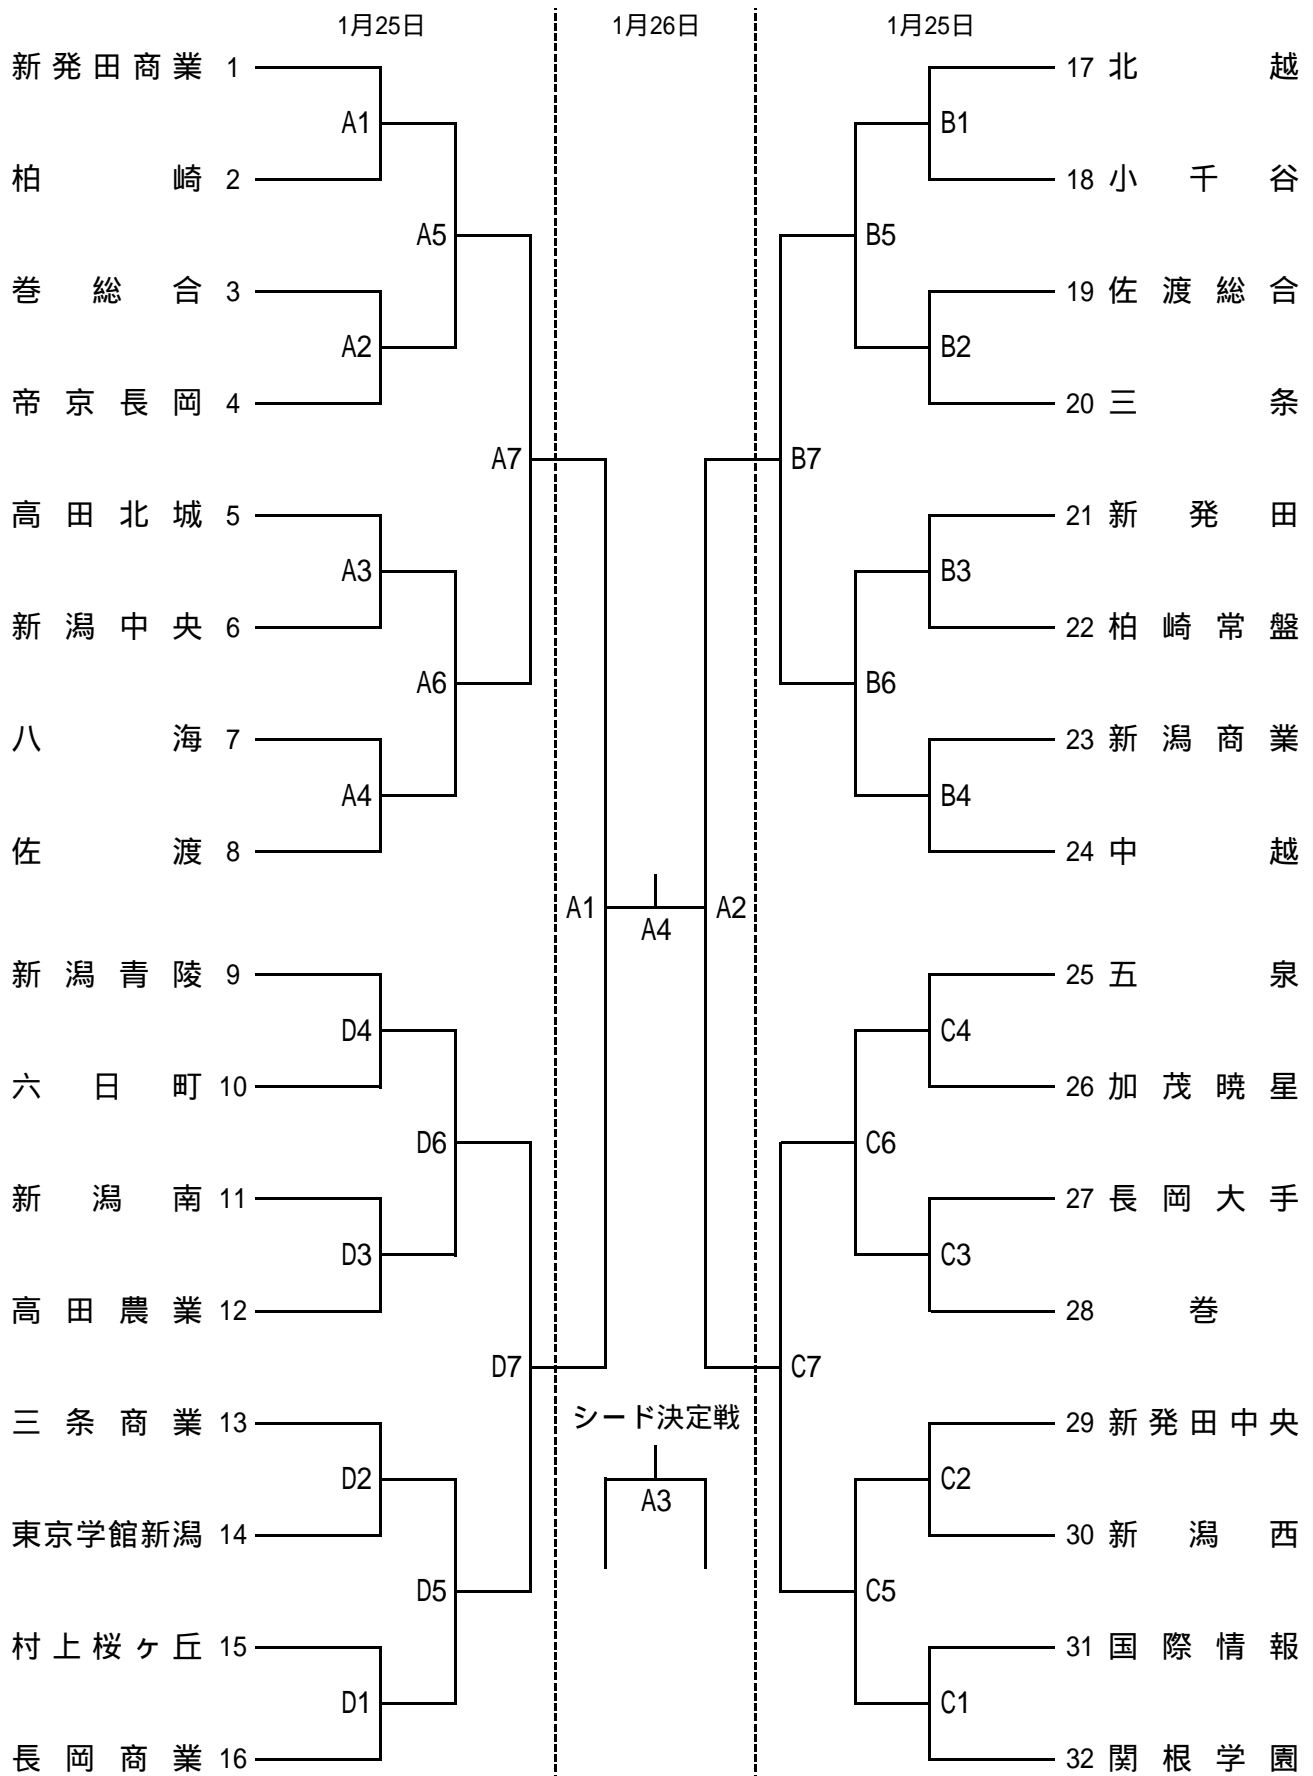 1月25日 1月26日 1月25日
新発田商業 1 17 北越
A1 B1
柏崎 2 18 小千谷
A5 B5
巻総合 3 19 佐渡総合
A2 B2
帝京長岡 4 20 三条
A7 B7
高田北城 5 21 新発田
A3 B3
新潟中央 6 22 柏崎常盤
A6 B6
八海 7 23 新潟商業
A4 B4
佐渡 8 24 中越
A1 A4 A2
新潟青陵 9 25 五泉
D4 C4
六日町 10 26 加茂暁星
D6 C6
新潟南 11 27 長岡大手
D3 C3
高田農業 12 28 巻
D7 C7
シード決定戦
三条商業 13 29 新発田中央
D2 A3 C2
東京学館新潟 14 30 新潟西
D5 C5
村上桜ヶ丘 15 31 国際情報
D1 C1
長岡商業 16 32 関根学園